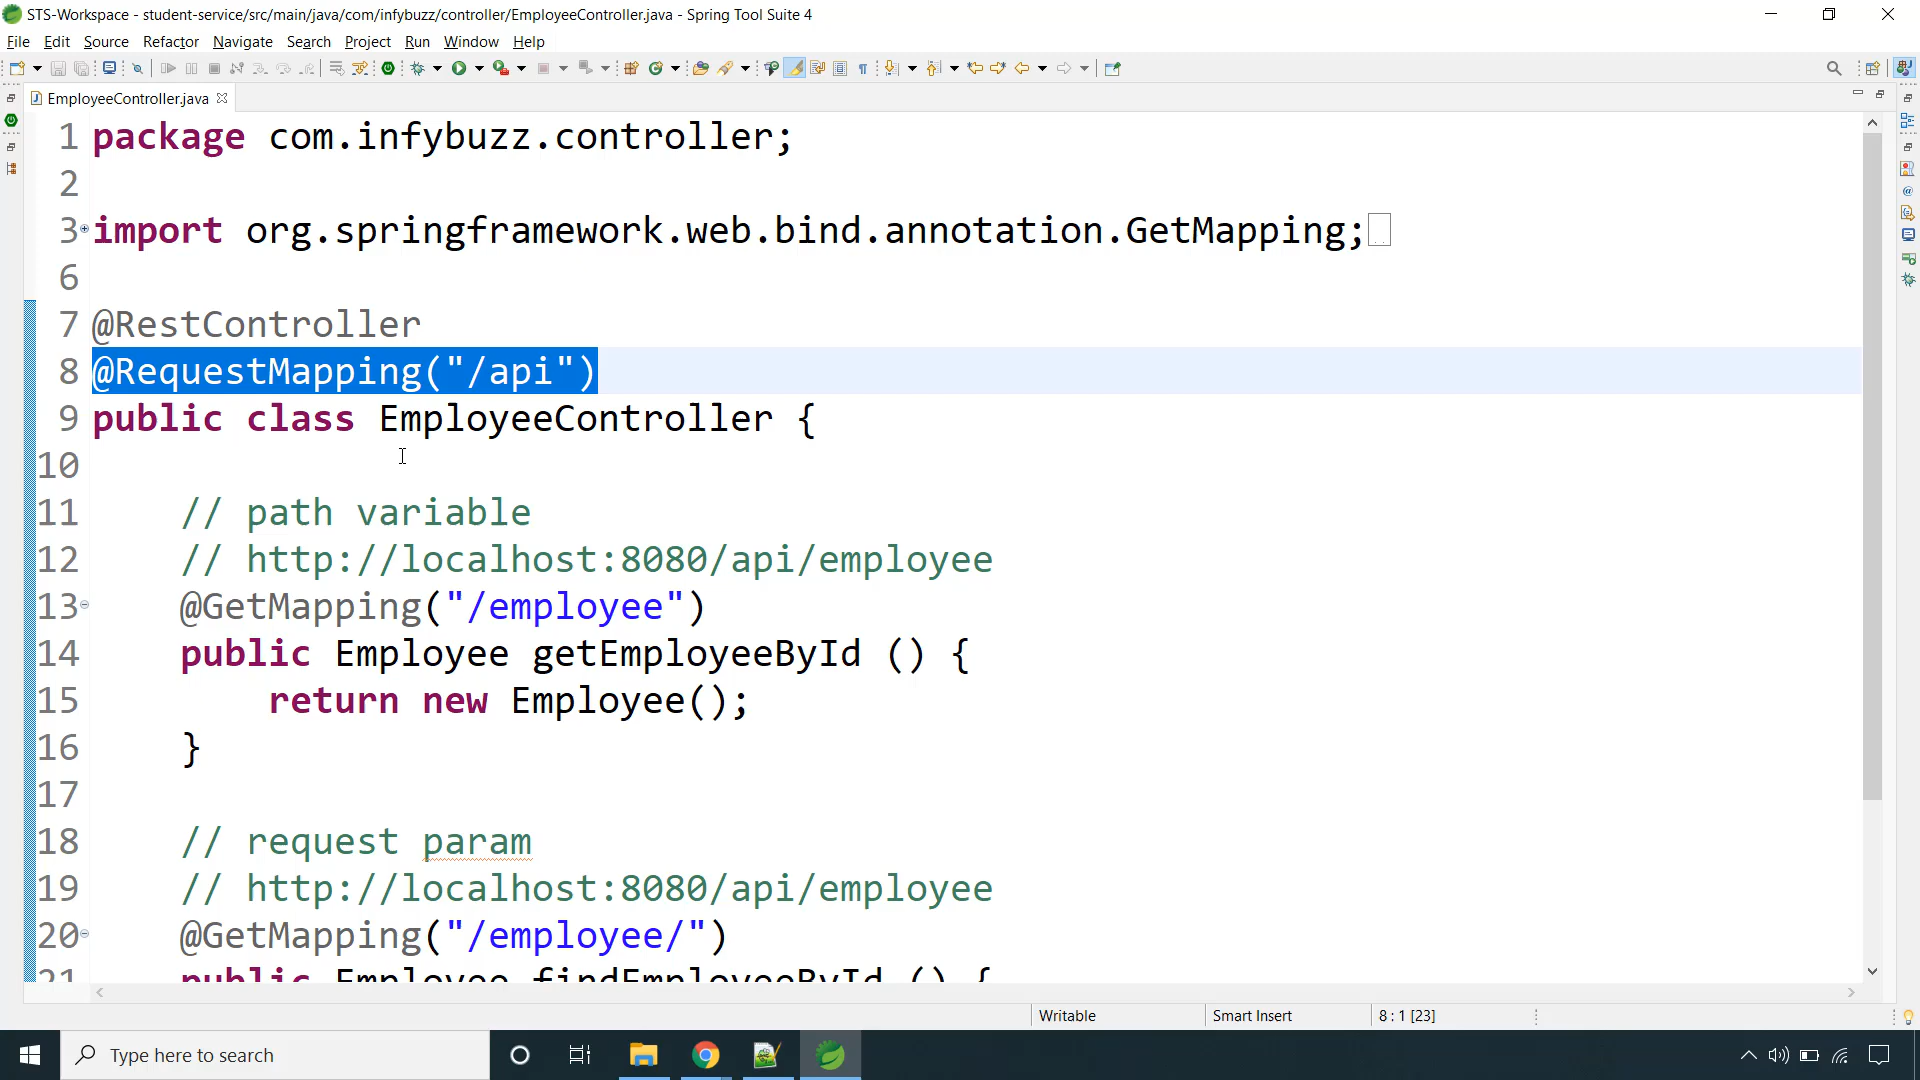 STS-Workspace - student-service/src/main/java/com/infybuzz/controller/EmployeeController.java - Spring Tool Suite 4
File Edit Source Refactor Navigate Search Project Run Window Help
EmployeeController.java
1 package com.infybuzz.controller;
2
3 import org.springframework.web.bind.annotation.GetMapping;
6
7 @RestController
8 @RequestMapping("/api")
9 public class EmployeeController {
10
11 // path variable
12 // http://localhost:8080/api/employee
13 @GetMapping("/employee")
14 public Employee getEmployeeById () {
15 return new Employee();
16 }
17
18 // request param
19 // http://localhost:8080/api/employee
20 @GetMapping("/employee/")
21 public Employee findEmployeeById () {
Writable Smart Insert 8 : 1 [23]
Type here to search